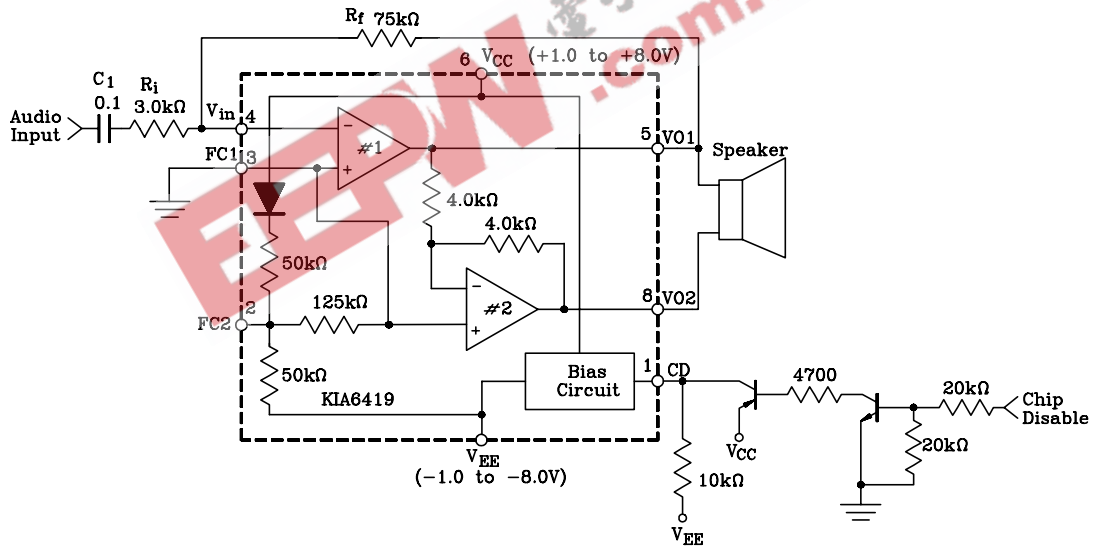 Rf 75kΩ
6 VCC (+1.0 to +8.0V)
C1
0.1
Ri
3.0kΩ
Vin
4
Audio
Input
FC1 3
−
#1
+
5 VO1
Speaker
4.0kΩ
4.0kΩ
50kΩ
2
FC2
125kΩ
−
#2
+
8 VO2
50kΩ
KIA6419
Bias
Circuit
1 CD
4700
20kΩ
Chip
Disable
VCC
20kΩ
VEE
(−1.0 to −8.0V)
10kΩ
VEE
EEPW
.com.